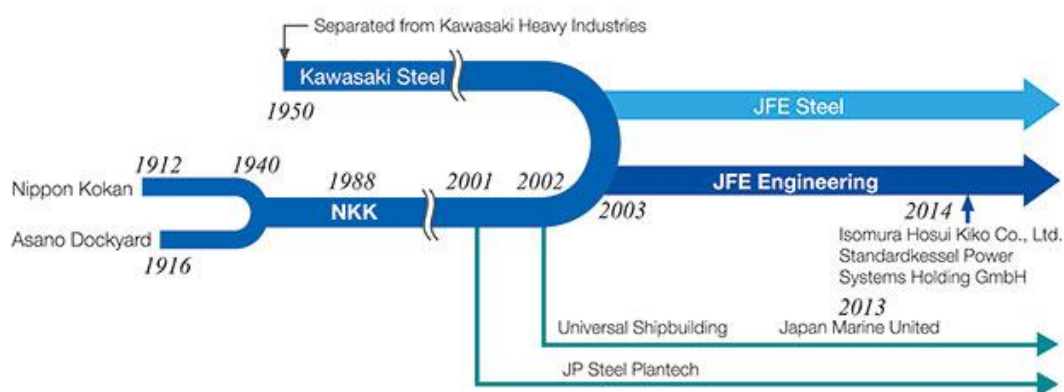 Separated from Kawasaki Heavy Industries
Kawasaki Steel
1950
JFE Steel
1912
1940
1988
2001
2002
Nippon Kokan
NKK
JFE Engineering
2003
2014
Asano Dockyard
1916
Isomura Hosui Kiko Co., Ltd.
Standardkessel Power
Systems Holding GmbH
2013
Universal Shipbuilding
Japan Marine United
JP Steel Plantech